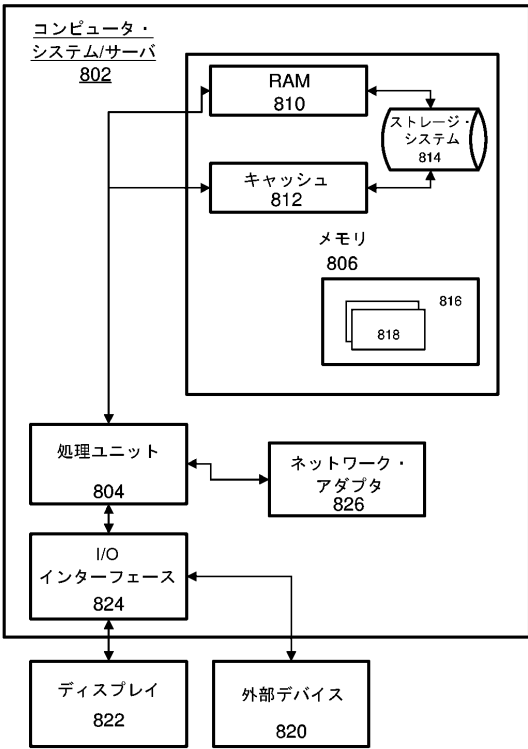 コンピュータ・
システム/サーバ
802
RAM
810
ストレージ・
システム
814
キャッシュ
812
メモリ
806
816
818
処理ユニット
804
ネットワーク・
アダプタ
826
I/O
インターフェース
824
ディスプレイ
822
外部デバイス
820